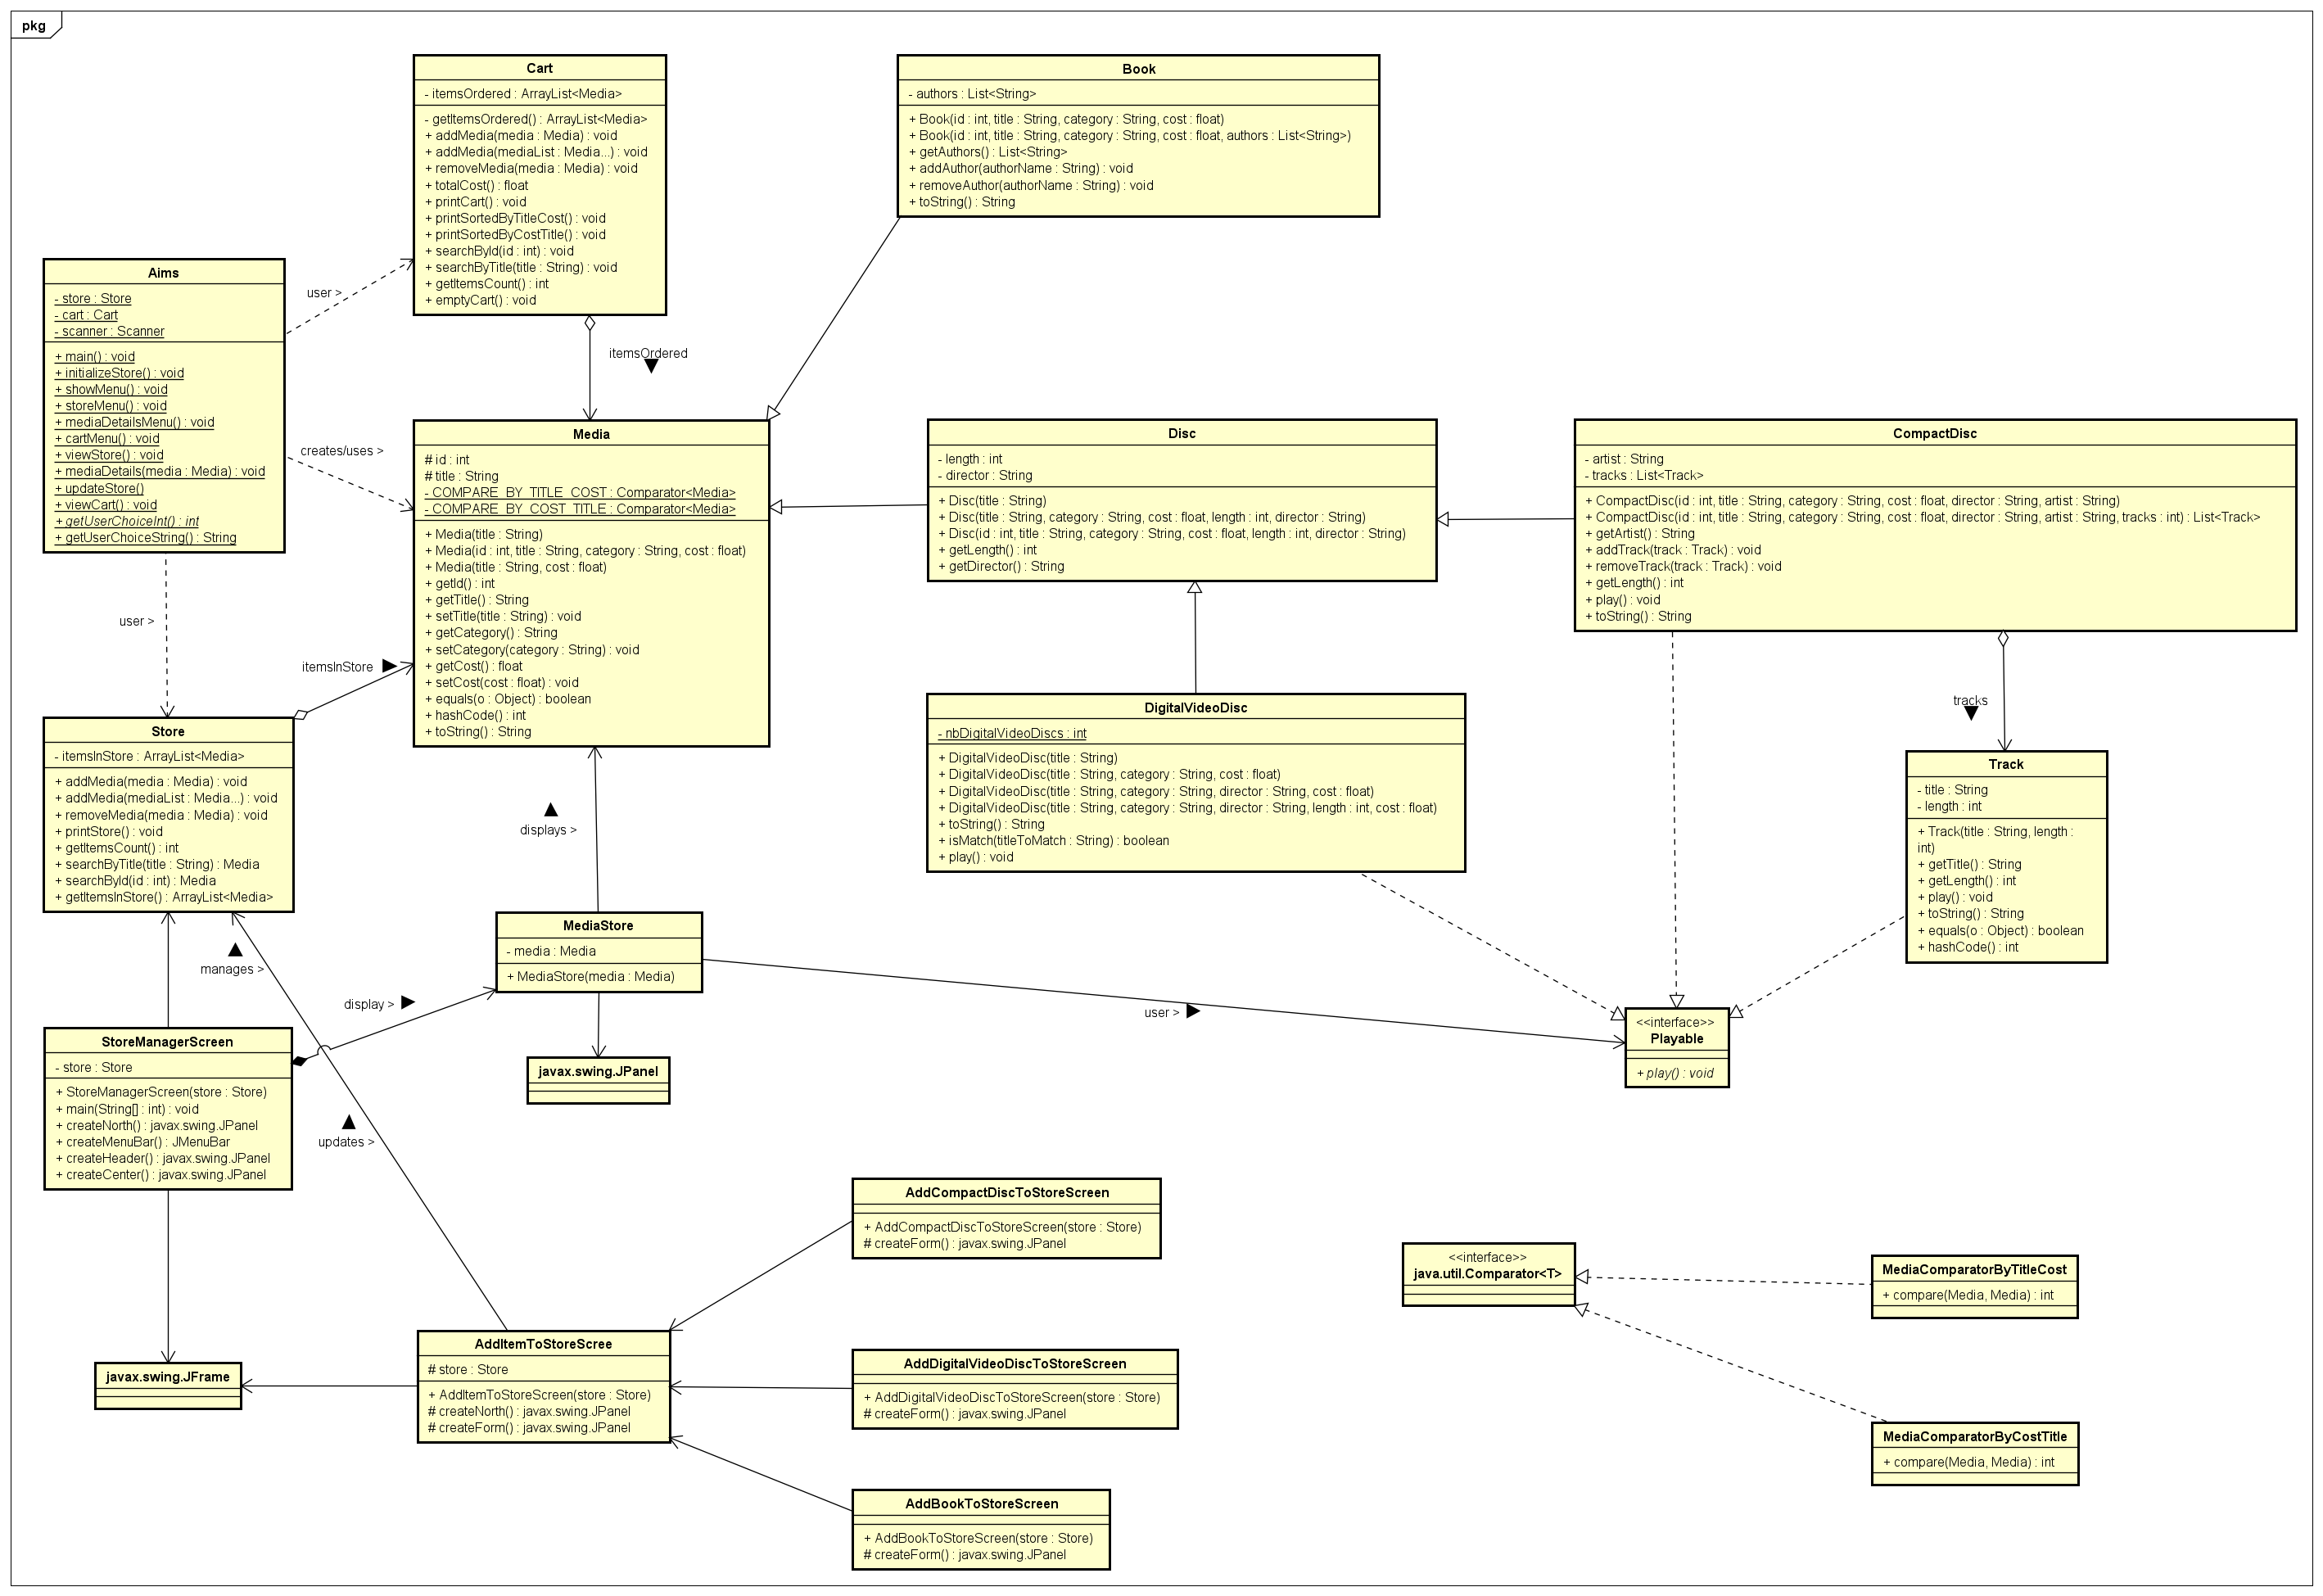 pkg
Cart
- itemsOrdered : ArrayList<Media>
- getItemsOrdered() : ArrayList<Media>
+ addMedia(media : Media) : void
+ addMedia(mediaList : Media...) : void
+ removeMedia(media : Media) : void
+ totalCost() : float
+ printCart() : void
+ printSortedByTitleCost() : void
+ printSortedByCostTitle() : void
+ searchById(id : int) : void
+ searchByTitle(title : String) : void
+ getItemsCount() : int
+ emptyCart() : void
Book
- authors : List<String>
+ Book(id : int, title : String, category : String, cost : float)
+ Book(id : int, title : String, category : String, cost : float, authors : List<String>)
+ getAuthors() : List<String>
+ addAuthor(authorName : String) : void
+ removeAuthor(authorName : String) : void
+ toString() : String
Aims
- store : Store
- cart : Cart
- scanner : Scanner
+ main() : void
+ initializeStore() : void
+ showMenu() : void
+ storeMenu() : void
+ mediaDetailsMenu() : void
+ cartMenu() : void
+ viewStore() : void
+ mediaDetails(media : Media) : void
+ updateStore()
+ viewCart() : void
+ getUserChoiceInt() : int
+ getUserChoiceString() : String
user >
itemsOrdered
creates/uses >
user >
itemsInStore
Media
# id : int
# title : String
- COMPARE_BY_TITLE_COST : Comparator<Media>
- COMPARE_BY_COST_TITLE : Comparator<Media>
+ Media(title : String)
+ Media(id : int, title : String, category : String, cost : float)
+ Media(title : String, cost : float)
+ getId() : int
+ getTitle() : String
+ setTitle(title : String) : void
+ getCategory() : String
+ setCategory(category : String) : void
+ getCost() : float
+ setCost(cost : float) : void
+ equals(o : Object) : boolean
+ hashCode() : int
+ toString() : String
Disc
- length : int
- director : String
+ Disc(title : String)
+ Disc(title : String, category : String, cost : float, length : int, director : String)
+ Disc(id : int, title : String, category : String, cost : float, length : int, director : String)
+ getLength() : int
+ getDirector() : String
CompactDisc
- artist : String
- tracks : List<Track>
+ CompactDisc(id : int, title : String, category : String, cost : float, director : String, artist : String)
+ CompactDisc(id : int, title : String, category : String, cost : float, director : String, artist : String, tracks : int) : List<Track>
+ getArtist() : String
+ addTrack(track : Track) : void
+ removeTrack(track : Track) : void
+ getLength() : int
+ play() : void
+ toString() : String
tracks
Store
- itemsInStore : ArrayList<Media>
+ addMedia(media : Media) : void
+ addMedia(mediaList : Media...) : void
+ removeMedia(media : Media) : void
+ printStore() : void
+ getItemsCount() : int
+ searchByTitle(title : String) : Media
+ searchById(id : int) : Media
+ getItemsInStore() : ArrayList<Media>
DigitalVideoDisc
- nbDigitalVideoDiscs : int
+ DigitalVideoDisc(title : String)
+ DigitalVideoDisc(title : String, category : String, cost : float)
+ DigitalVideoDisc(title : String, category : String, director : String, cost : float)
+ DigitalVideoDisc(title : String, category : String, director : String, length : int, cost : float)
+ toString() : String
+ isMatch(titleToMatch : String) : boolean
+ play() : void
Track
- title : String
- length : int
+ Track(title : String, length :
int)
+ getTitle() : String
+ getLength() : int
+ play() : void
+ toString() : String
+ equals(o : Object) : boolean
+ hashCode() : int
displays >
MediaStore
- media : Media
+ MediaStore(media : Media)
manages >
display >
user >
<<interface>>
Playable
+ play() : void
StoreManagerScreen
- store : Store
+ StoreManagerScreen(store : Store)
+ main(String[] : int) : void
+ createNorth() : javax.swing.JPanel
+ createMenuBar() : JMenuBar
+ createHeader() : javax.swing.JPanel
+ createCenter() : javax.swing.JPanel
javax.swing.JPanel
updates >
AddCompactDiscToStoreScreen
+ AddCompactDiscToStoreScreen(store : Store)
# createForm() : javax.swing.JPanel
<<interface>>
java.util.Comparator<T>
MediaComparatorByTitleCost
+ compare(Media, Media) : int
javax.swing.JFrame
AddItemToStoreScree
# store : Store
+ AddItemToStoreScreen(store : Store)
# createNorth() : javax.swing.JPanel
# createForm() : javax.swing.JPanel
AddDigitalVideoDiscToStoreScreen
+ AddDigitalVideoDiscToStoreScreen(store : Store)
# createForm() : javax.swing.JPanel
MediaComparatorByCostTitle
+ compare(Media, Media) : int
AddBookToStoreScreen
+ AddBookToStoreScreen(store : Store)
# createForm() : javax.swing.JPanel